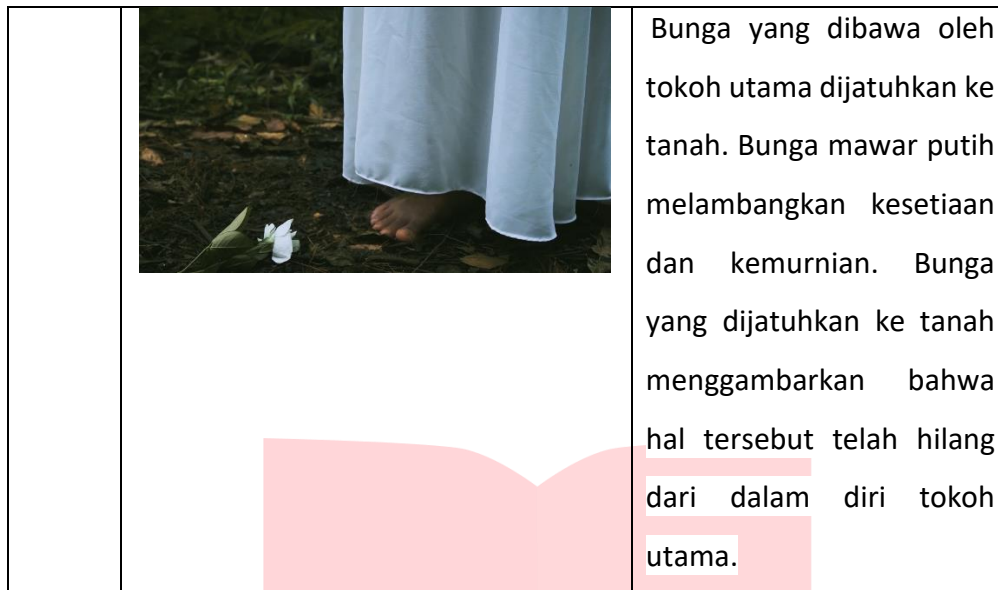 Bunga yang dibawa oleh
tokoh utama dijatuhkan ke
tanah. Bunga mawar putih
melambangkan kesetiaan
dan kemurnian. Bunga
yang dijatuhkan ke tanah
menggambarkan bahwa
hal tersebut telah hilang
dari dalam diri tokoh
utama.